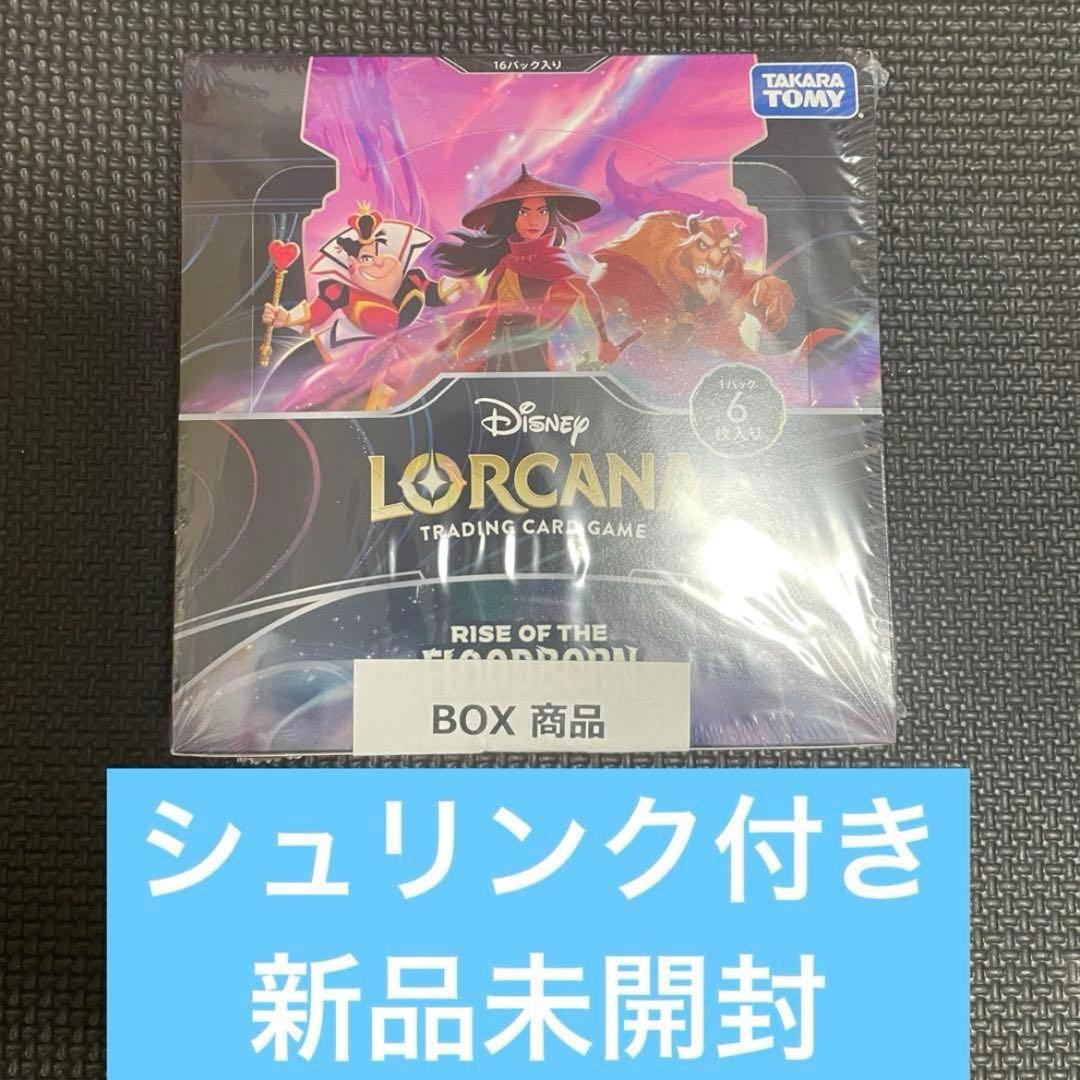 16パック入り
TAKARA
TOMY
1パック
6
枚入り
Disney
LORCANA
TRADING CARD GAME
RISE OF THE
FLOODBORN
BOX 商品
シュリンク付き
新品未開封